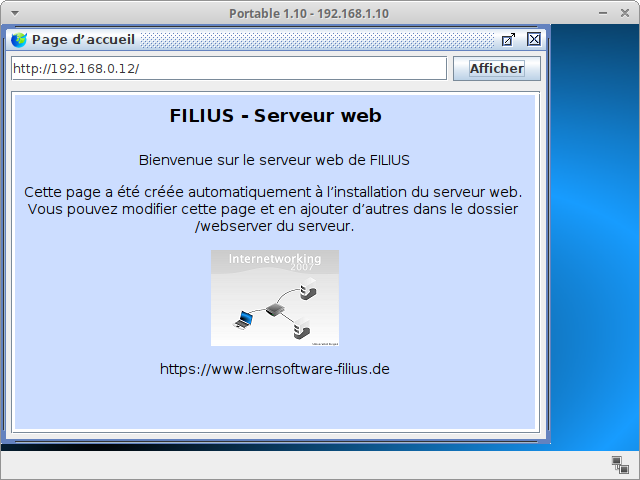 Portable 1.10 - 192.168.1.10
Page d’accueil
http://192.168.0.12/
Afficher
FILIUS - Serveur web
Bienvenue sur le serveur web de FILIUS
Cette page a été créée automatiquement à l’installation du serveur web.
Vous pouvez modifier cette page et en ajouter d’autres dans le dossier
/webserver du serveur.
Internetworking
2007
https://www.lernsoftware-filius.de